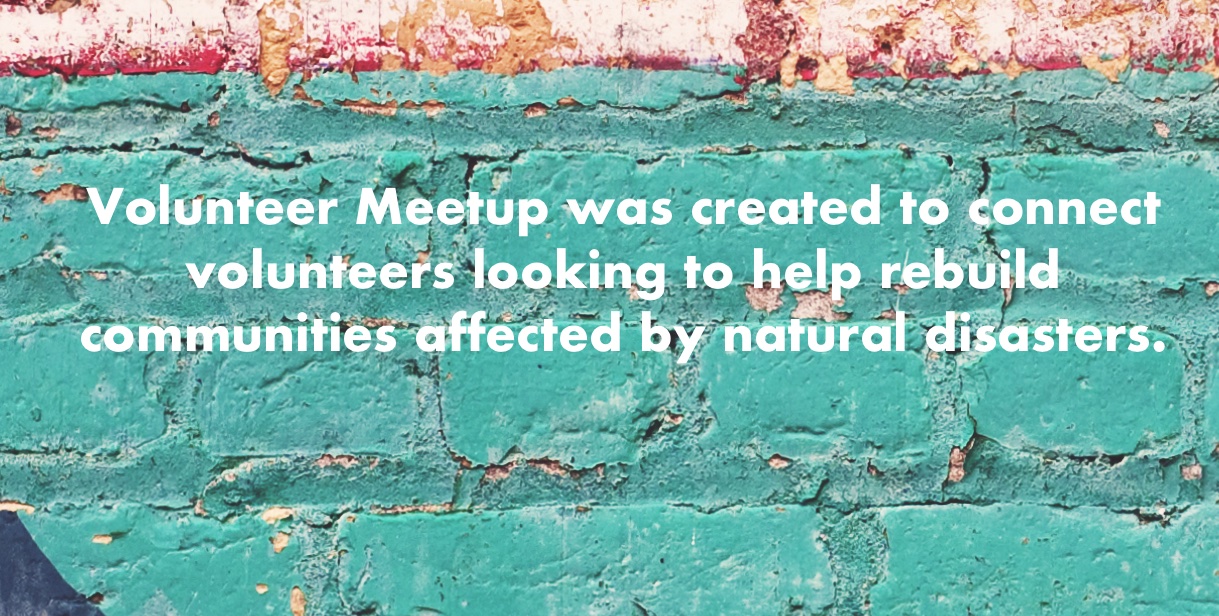 Volunteer Meetup was created to connect
volunteers looking to help rebuild
communities affected by natural disasters.